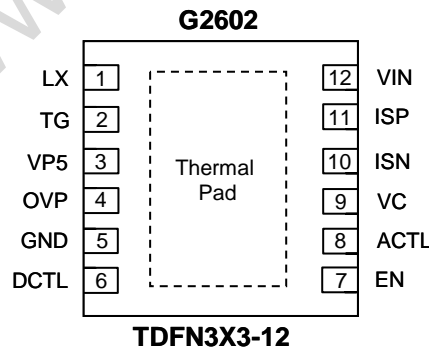 G2602
LX 1 12 VIN
TG 2 11 ISP
VP5 3 10 ISN
OVP 4 9 VC
GND 5 8 ACTL
DCTL 6 7 EN
Thermal
Pad
TDFN3X3-12